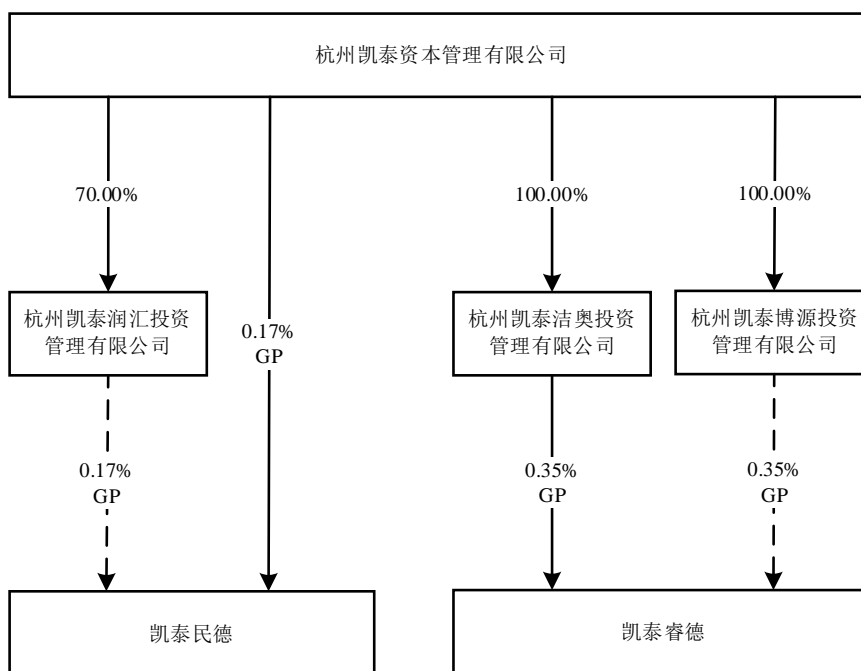 杭州凯泰资本管理有限公司
70.00%
100.00%
100.00%
杭州凯泰润汇投资
管理有限公司
0.17%
GP
杭州凯泰洁奥投资
管理有限公司
杭州凯泰博源投资
管理有限公司
0.17%
GP
0.35%
GP
0.35%
GP
凯泰民德
凯泰睿德